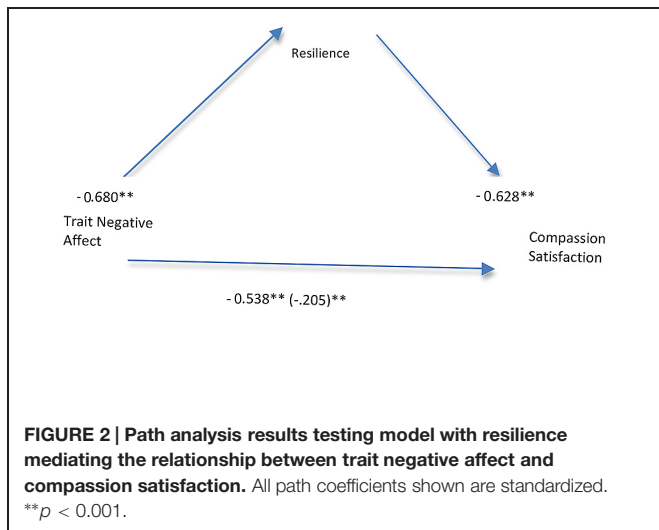 Resilience
- 0.680**
- 0.628**
Trait Negative
Affect
Compassion
Satisfaction
- 0.538** (-.205)**
FIGURE 2 | Path analysis results testing model with resilience
mediating the relationship between trait negative affect and
compassion satisfaction. All path coefficients shown are standardized.
**p < 0.001.